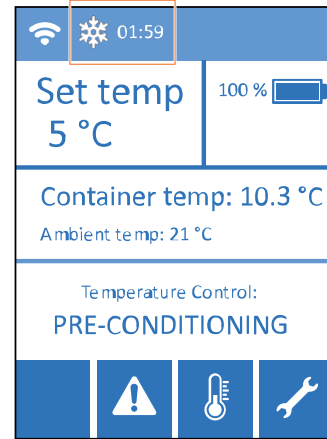 01:59
Set temp
5 °C
100 %
Container temp: 10.3 °C
Ambient temp: 21 °C
Temperature Control:
PRE-CONDITIONING